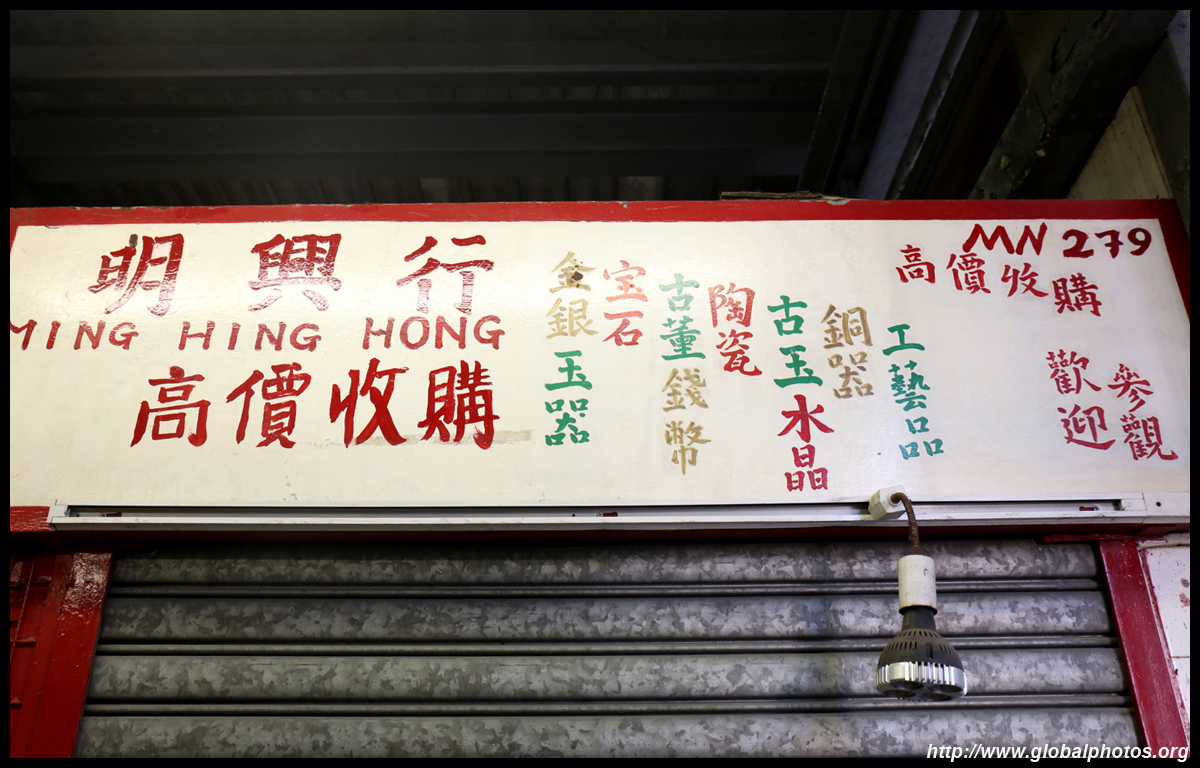 明興行
MING HING HONG
高價收購
金銀
玉器
宝石
古董
錢幣
陶瓷
古玉
水晶
銅器
工藝品
MN 279
高價收購
歡迎
參觀
http://www.globalphotos.org